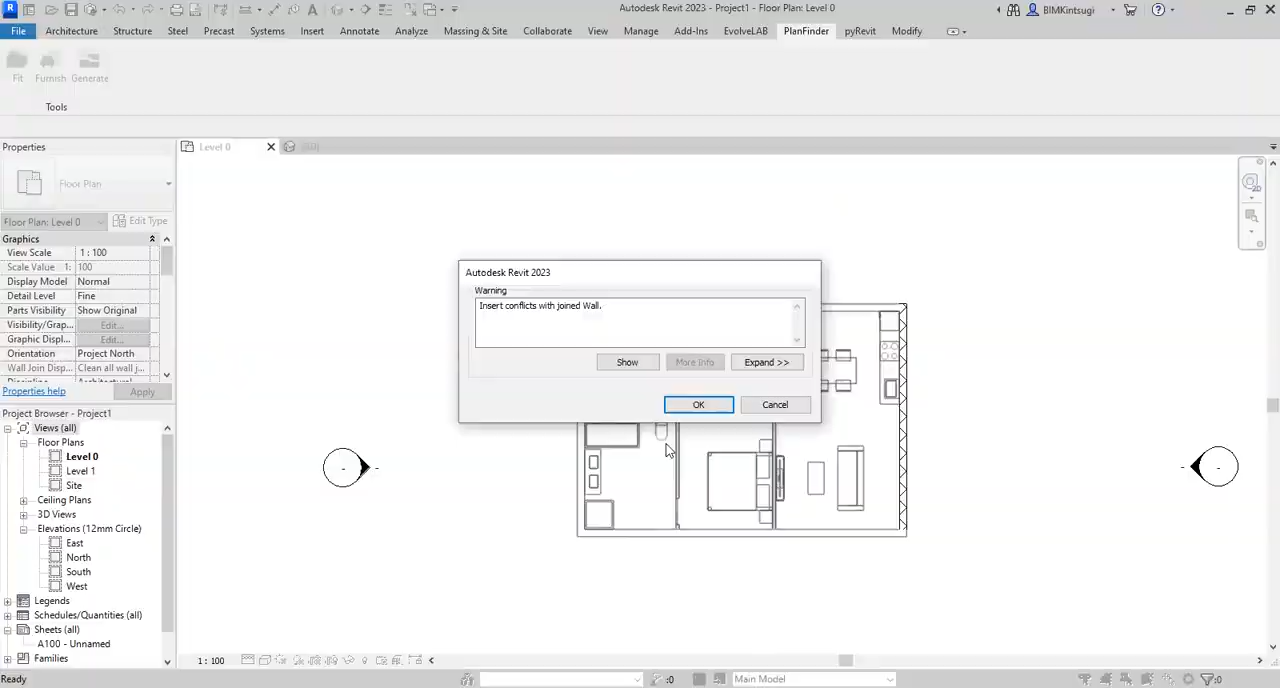 Autodesk Revit 2023 - Project1 - Floor Plan: Level 0
BIMKintsugi
File Architecture Structure Steel Precast Systems Insert Annotate Analyze Massing & Site Collaborate View Manage Add-Ins EvolveLAB PlanFinder pyRevit Modify
Fit Furnish Generate
Tools
Properties
Level 0
{3D}
Floor Plan
Floor Plan: Level 0
Edit Type
Graphics
View Scale 1 : 100
Scale Value 1: 100
Display Model Normal
Detail Level Fine
Parts Visibility Show Original
Visibility/Grap... Edit...
Graphic Displ... Edit...
Orientation Project North
Wall Join Disp... Clean all wall j...
Discipline Architectural
Properties help
Apply
Project Browser - Project1
Views (all)
Floor Plans
Level 0
Level 1
Site
Ceiling Plans
3D Views
Elevations (12mm Circle)
East
North
South
West
Legends
Schedules/Quantities (all)
Sheets (all)
A100 - Unnamed
Families
Autodesk Revit 2023
Warning
Insert conflicts with joined Wall.
Show
More Info
Expand >>
OK
Cancel
1 : 100
Ready
:0
Main Model
:0